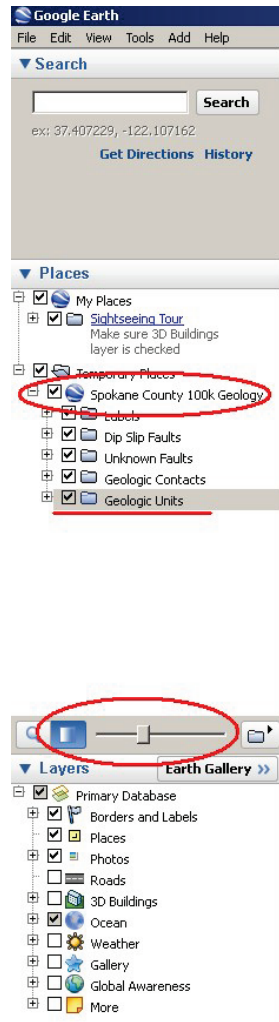 Google Earth
File Edit View Tools Add Help
Search
Search
ex: 37.407229, -122.107162
Get Directions History
Places
My Places
Sightseeing Tour
Make sure 3D Buildings
layer is checked
Temporary Places
Spokane County 100k Geology
Labels
Dip Slip Faults
Unknown Faults
Geologic Contacts
Geologic Units
Layers
Earth Gallery >>
Primary Database
Borders and Labels
Places
Photos
Roads
3D Buildings
Ocean
Weather
Gallery
Global Awareness
More